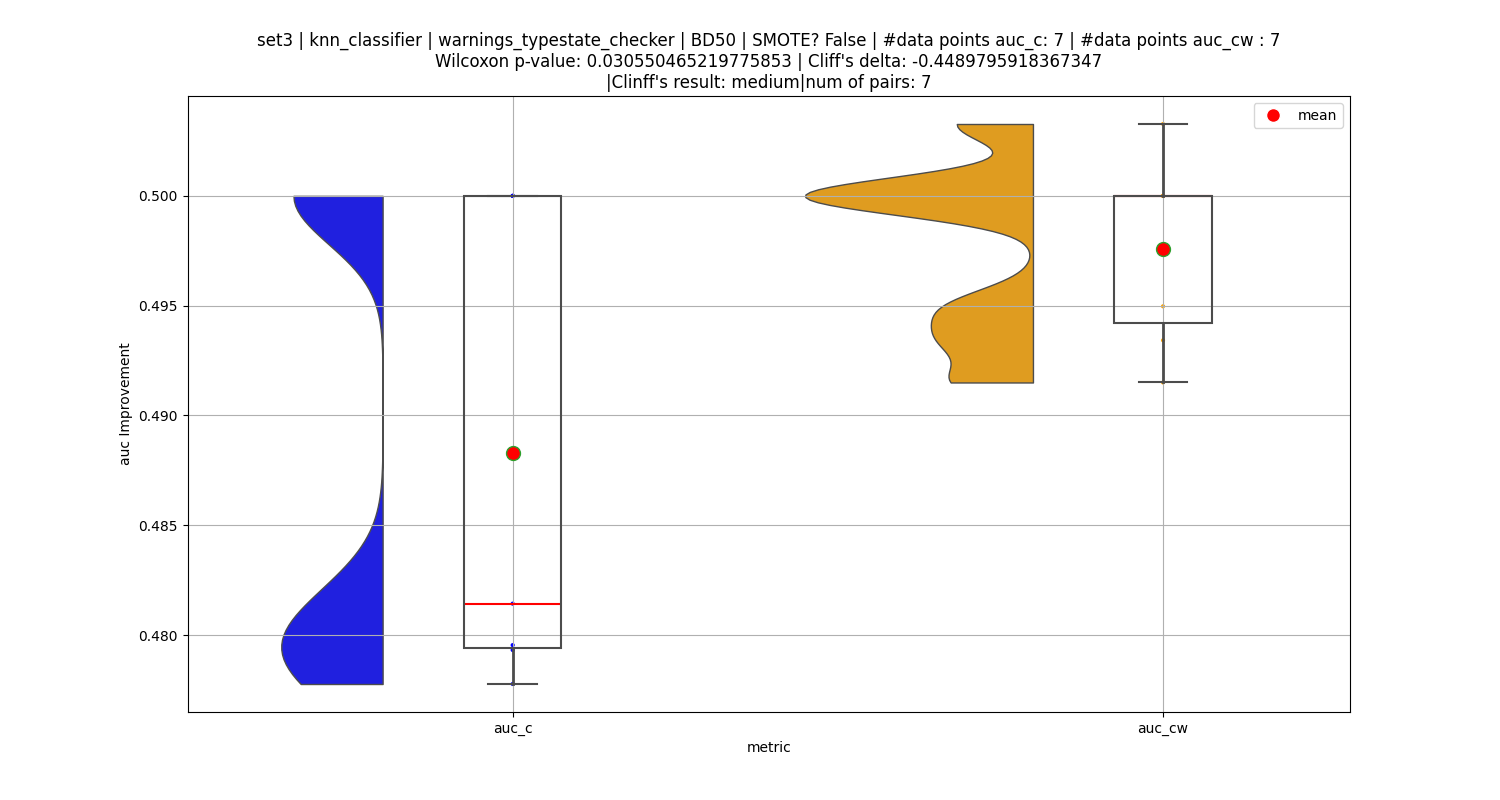 set3 | knn_classifier | warnings_typestate_checker | BD50 | SMOTE? False | #data points auc_c: 7 | #data points auc_cw : 7
Wilcoxon p-value: 0.030550465219775853 | Cliff's delta: -0.4489795918367347
|Clinff's result: medium|num of pairs: 7
mean
0.500
0.495
0.490
0.485
0.480
auc Improvement
auc_c
auc_cw
metric